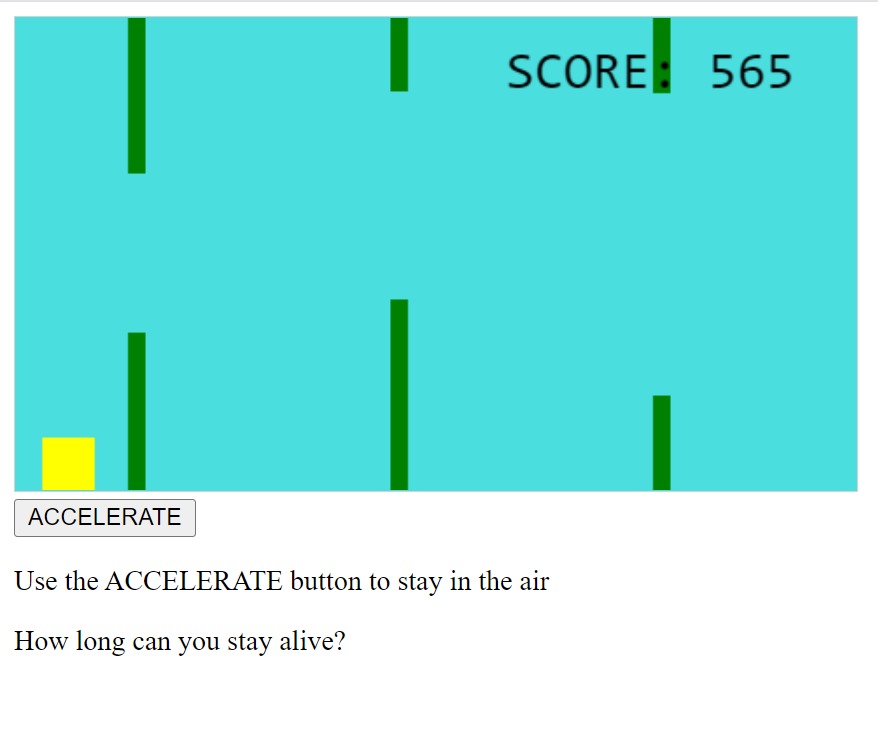 SCORE: 565
ACCELERATE
Use the ACCELERATE button to stay in the air
How long can you stay alive?